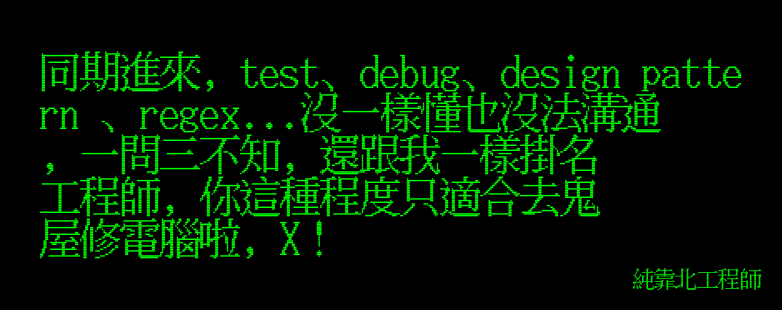 同期進來, test、debug、design patte
rn 、regex...沒一樣懂也沒法溝通
, 一問三不知, 還跟我一樣掛名
工程師, 你這種程度只適合去鬼
屋修電腦啦, X!
純靠北工程師